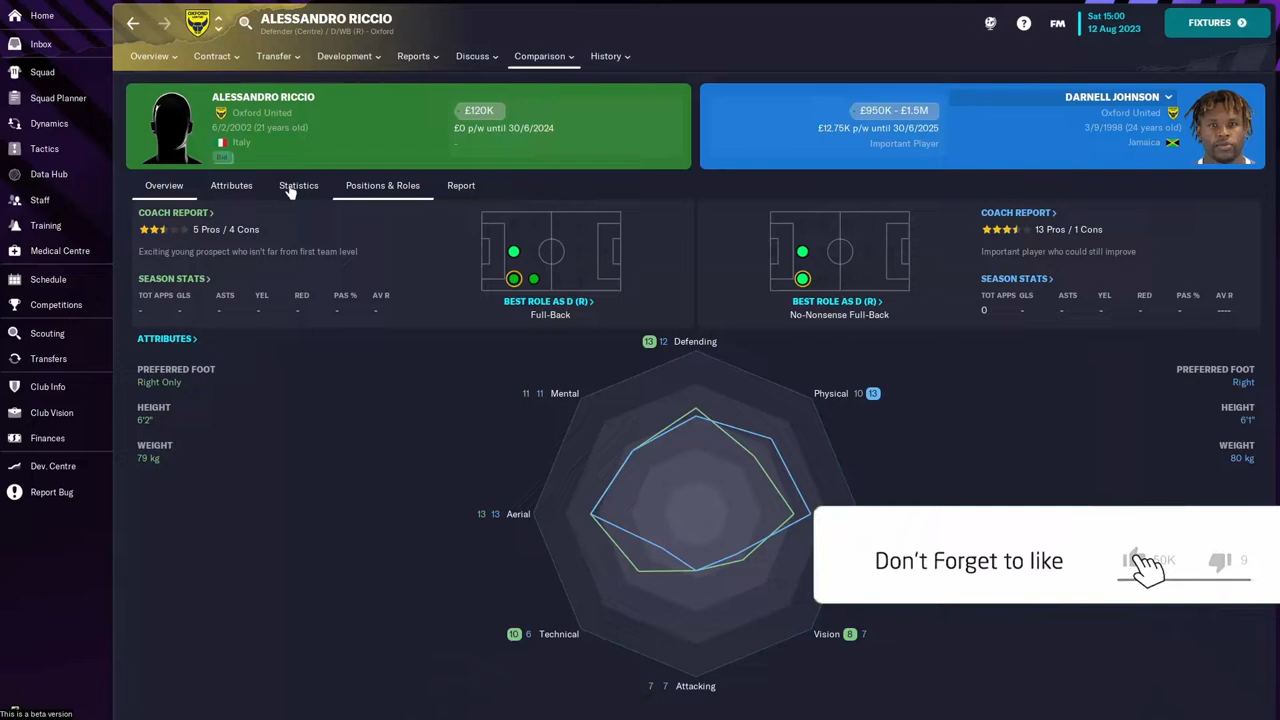 Home
Inbox
Squad
Squad Planner
Dynamics
Tactics
Data Hub
Staff
Training
Medical Centre
Schedule
Competitions
Scouting
Transfers
Club Info
Club Vision
Finances
Dev. Centre
Report Bug
This is a beta version
ALESSANDRO RICCIO
Defender (Centre) / D/WB (R) - Oxford
? FM
Sat 15:00
12 Aug 2023
FIXTURES
Overview Contract Transfer Development Reports Discuss Comparison History
ALESSANDRO RICCIO
Oxford United
6/2/2002 (21 years old)
Italy
Bid
£120K
£0 p/w until 30/6/2024
-
£950K - £1.5M
£12.75K p/w until 30/6/2025
Important Player
DARNELL JOHNSON
Oxford United
3/9/1998 (24 years old)
Jamaica
Overview Attributes Statistics Positions & Roles Report
COACH REPORT >
5 Pros / 4 Cons
Exciting young prospect who isn't far from first team level
SEASON STATS >
TOT APPS GLS ASTS YEL RED PAS % AV R
- - - - - - -
BEST ROLE AS D (R) >
Full-Back
BEST ROLE AS D (R) >
No-Nonsense Full-Back
COACH REPORT >
13 Pros / 1 Cons
Important player who could still improve
SEASON STATS >
TOT APPS GLS ASTS YEL RED PAS % AV R
0 - - - - - ----
ATTRIBUTES >
PREFERRED FOOT
Right Only
HEIGHT
6'2"
WEIGHT
79 kg
13 12 Defending
11 11 Mental
Physical 10 13
13 13 Aerial
10 6 Technical
Vision 8 7
7 7 Attacking
PREFERRED FOOT
Right
HEIGHT
6'1"
WEIGHT
80 kg
Don't Forget to like
50K 9